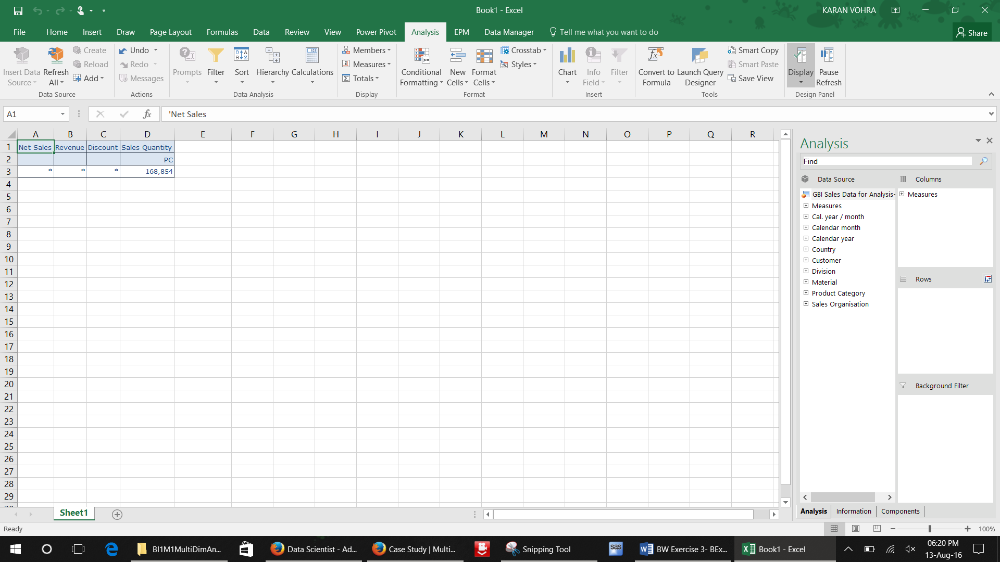 Book1 - Excel
KARAN VOHRA
File Home Insert Draw Page Layout Formulas Data Review View Power Pivot Analysis EPM Data Manager Tell me what you want to do Share
Insert Data Source
Refresh All
Create
Reload
Add
Data Source
Undo
Redo
Messages
Actions
Prompts
Filter
Sort
Hierarchy
Calculations
Data Analysis
Members
Measures
Totals
Display
Conditional Formatting
New Cells
Format Cells
Crosstab
Styles
Format
Chart
Info Field
Filter
Insert
Convert to Formula
Launch Query Designer
Smart Copy
Smart Paste
Save View
Tools
Display
Pause Refresh
Design Panel
A1
fx
'Net Sales
A B C D E F G H I J K L M N O P Q R
1 Net Sales Revenue Discount Sales Quantity
2 PC
3 * * * 168,854
4
5
6
7
8
9
10
11
12
13
14
15
16
17
18
19
20
21
22
23
24
25
26
27
28
29
Analysis
Find
Data Source
GBI Sales Data for Analysis-
Measures
Cal. year / month
Calendar month
Calendar year
Country
Customer
Division
Material
Product Category
Sales Organisation
Columns
Measures
Rows
Background Filter
Analysis Information Components
Sheet1
Ready
100%
BI1M1MultiDimAn...
Data Scientist - Ad...
Case Study | Multi...
Snipping Tool
sas
BW Exercise 3- BEx...
Book1 - Excel
06:20 PM
13-Aug-16